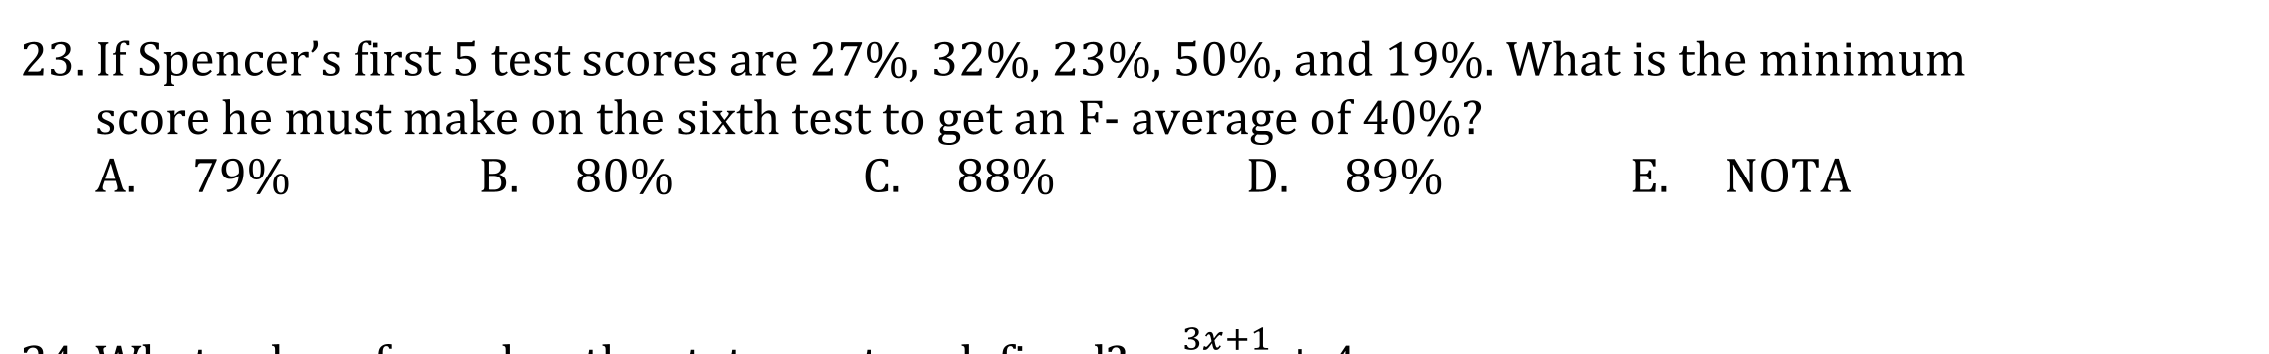 23. If Spencer’s first 5 test scores are 27%, 32%, 23%, 50%, and 19%. What is the minimum
score he must make on the sixth test to get an F- average of 40%?
A. 79% B. 80% C. 88% D. 89% E. NOTA
3x+1